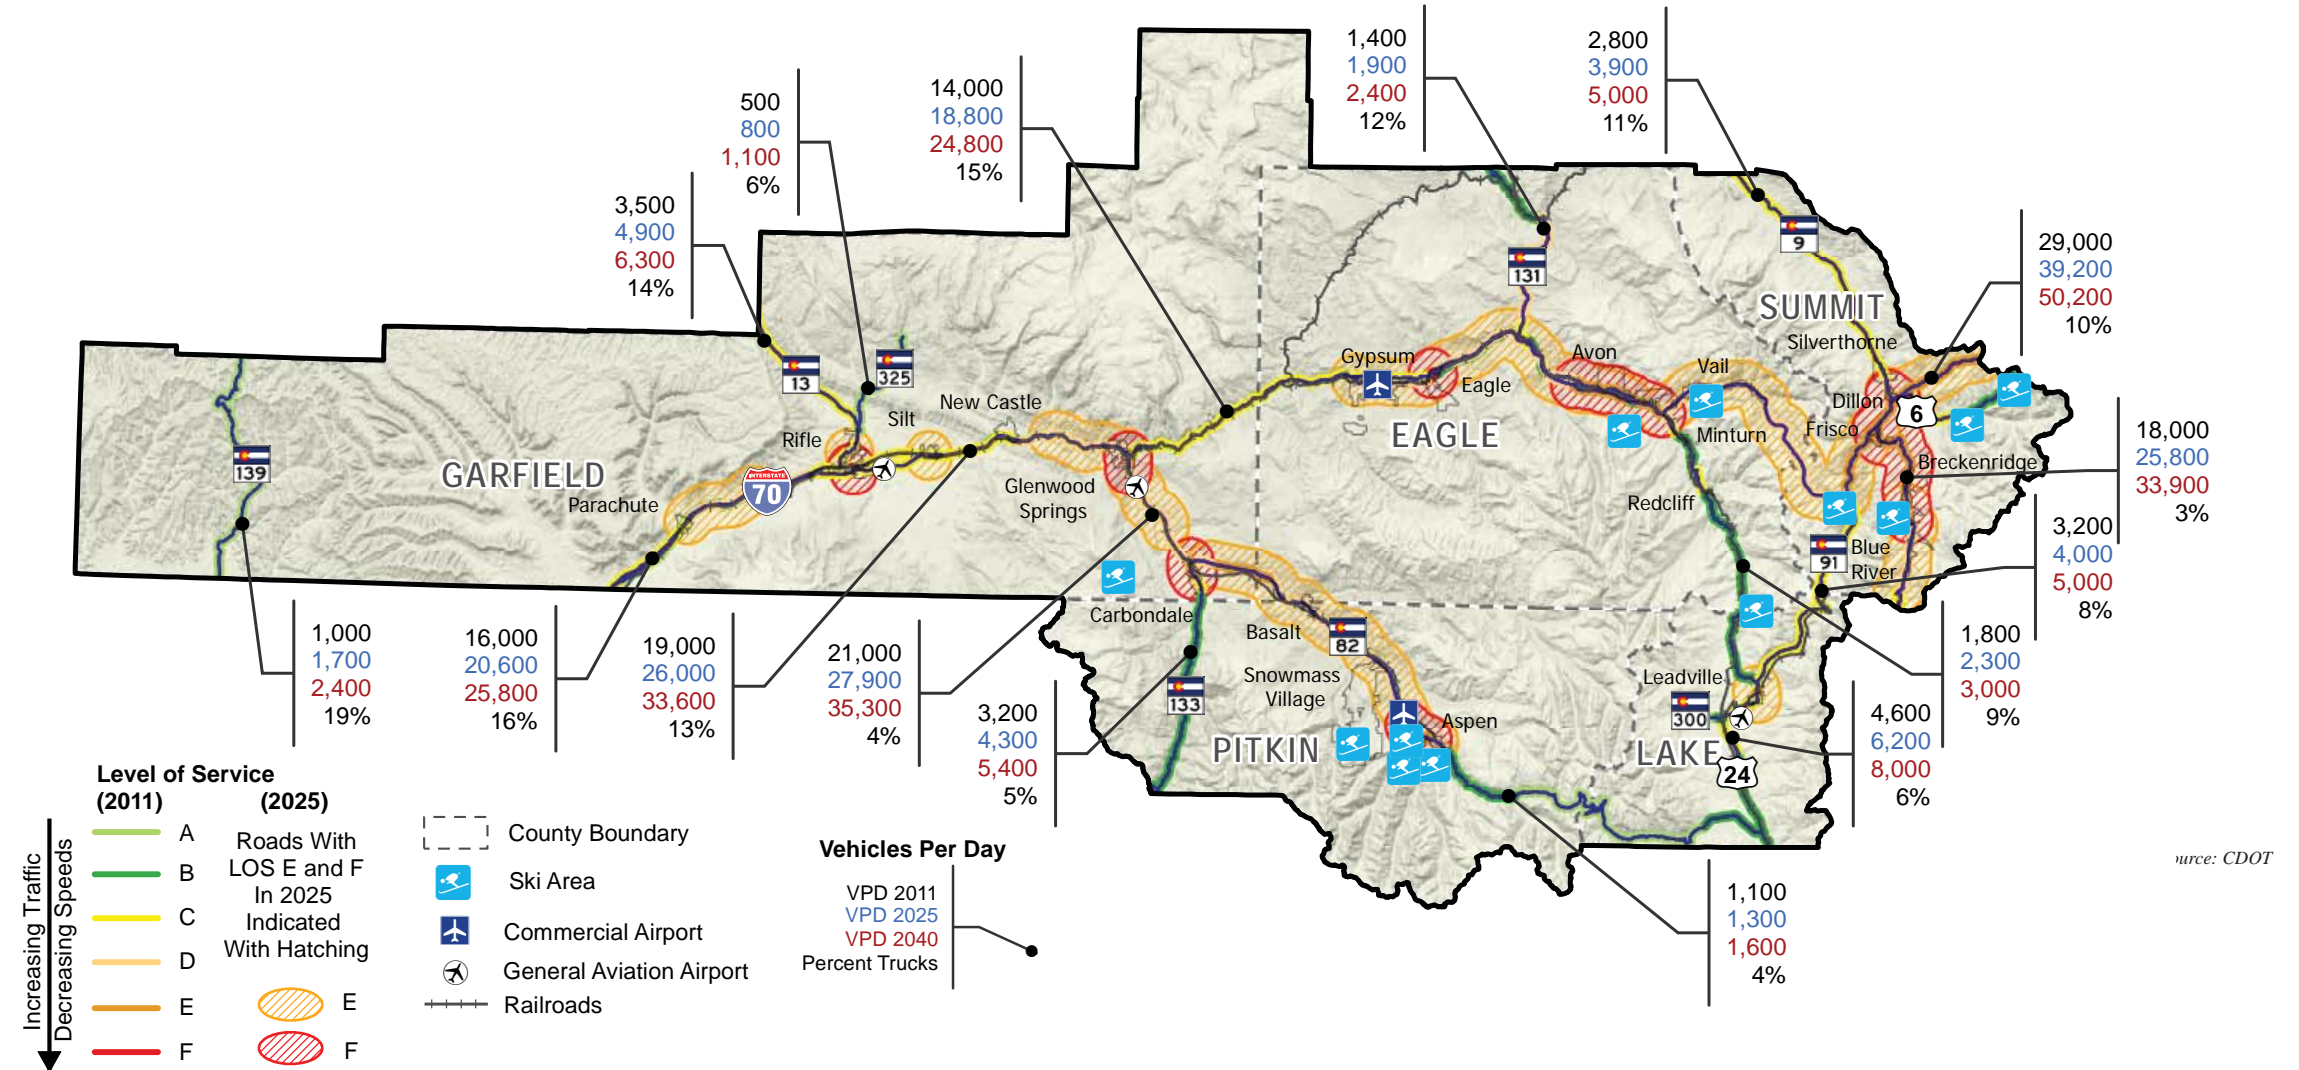 1,400
1,900
2,400
12%
2,800
3,900
5,000
11%
14,000
18,800
24,800
15%
500
800
1,100
6%
3,500
4,900
6,300
14%
29,000
39,200
50,200
10%
9
131
SUMMIT
Silverthorne
Gypsum
Avon
Vail
13
325
Eagle
New Castle
Silt
Dillon
6
Rifle
EAGLE
Minturn
Frisco
18,000
25,800
33,900
3%
139
GARFIELD
INTERSTATE
70
Breckenridge
Parachute
Glenwood
Springs
Redcliff
3,200
4,000
5,000
8%
91
Blue
River
Carbondale
Basalt
82
1,000
1,700
2,400
19%
16,000
20,600
25,800
16%
19,000
26,000
33,600
13%
21,000
27,900
35,300
4%
1,800
2,300
3,000
9%
Snowmass
Village
Leadville
133
300
3,200
4,300
5,400
5%
Aspen
PITKIN
LAKE
24
4,600
6,200
8,000
6%
1,100
1,300
1,600
4%
Level of Service
(2011)
(2025)
A
B
C
D
E
F
Increasing Traffic
Decreasing Speeds
Roads With
LOS E and F
In 2025
Indicated
With Hatching
E
F
County Boundary
Ski Area
Commercial Airport
General Aviation Airport
Railroads
Vehicles Per Day
VPD 2011
VPD 2025
VPD 2040
Percent Trucks
urce: CDOT